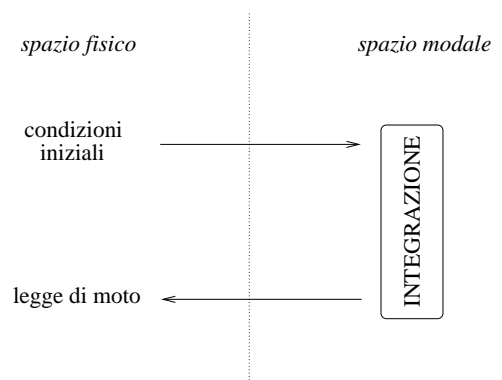 spazio fisico
spazio modale
condizioni
iniziali
INTEGRAZIONE
legge di moto